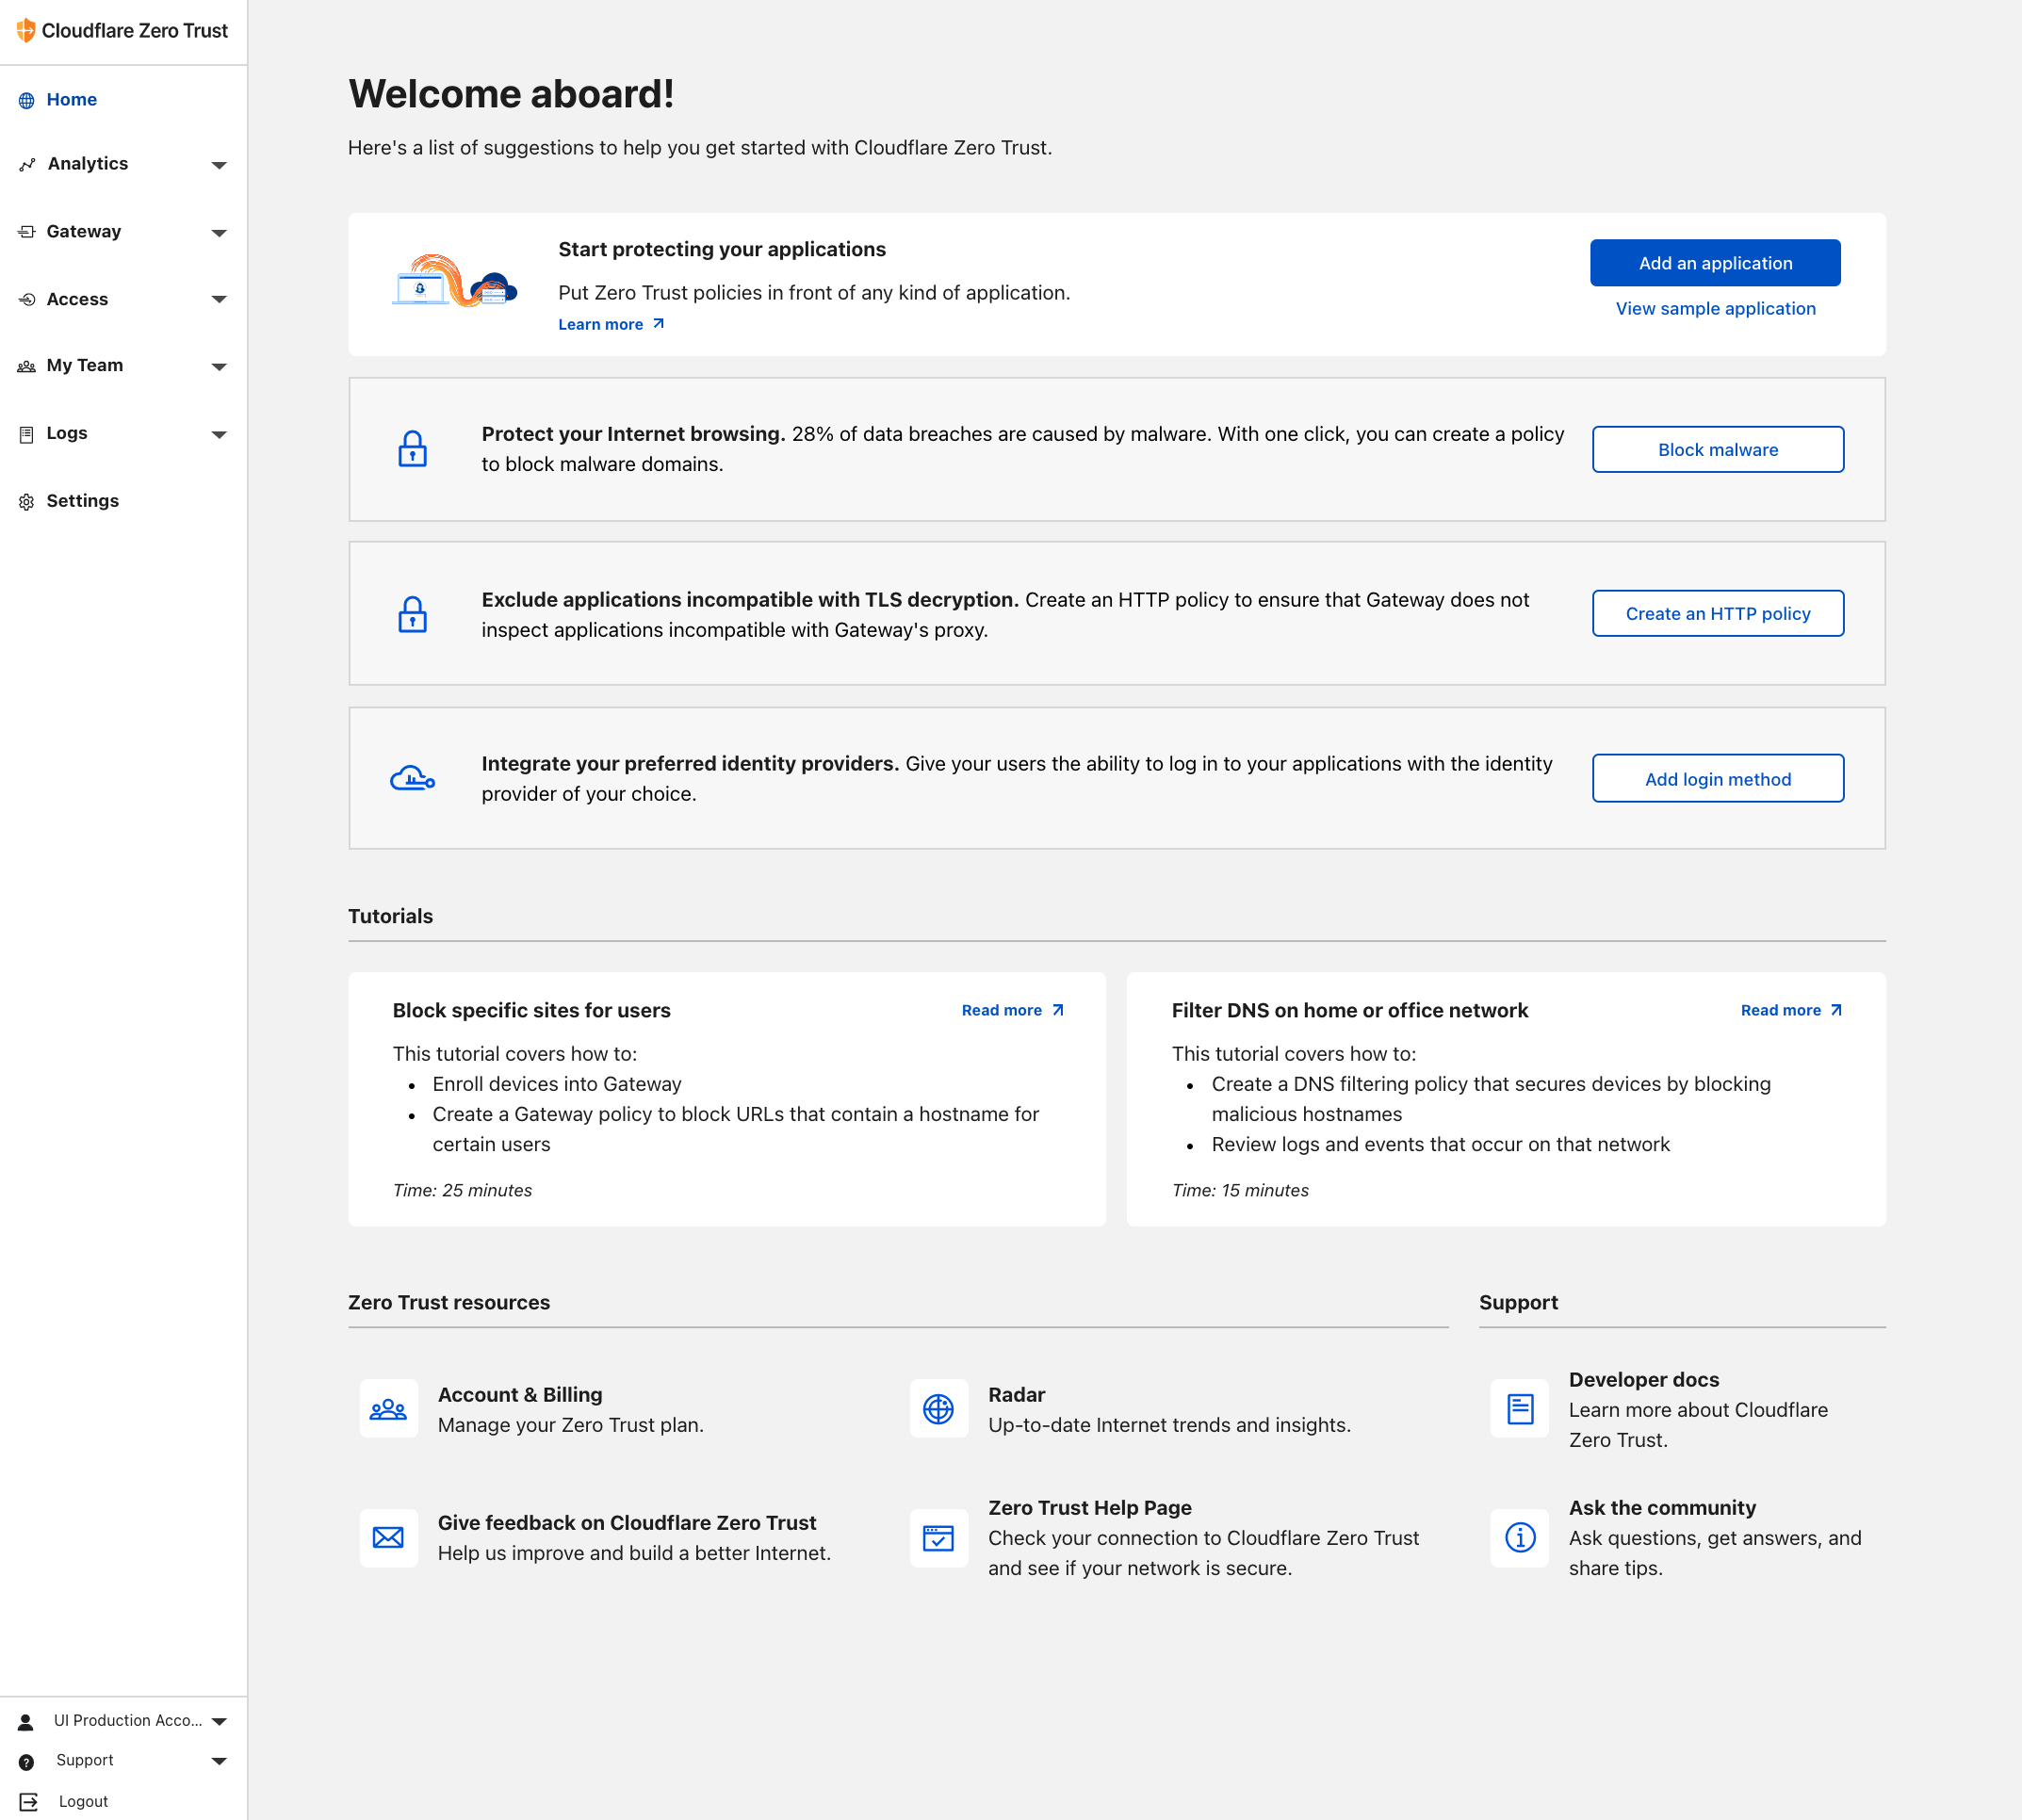 Cloudflare Zero Trust
Home
Analytics
Gateway
Access
My Team
Logs
Settings
UI Production Acco...
Support
Logout
Welcome aboard!
Here's a list of suggestions to help you get started with Cloudflare Zero Trust.
Start protecting your applications
Put Zero Trust policies in front of any kind of application.
Learn more
Add an application
View sample application
Protect your Internet browsing. 28% of data breaches are caused by malware. With one click, you can create a policy
to block malware domains.
Block malware
Exclude applications incompatible with TLS decryption. Create an HTTP policy to ensure that Gateway does not
inspect applications incompatible with Gateway's proxy.
Create an HTTP policy
Integrate your preferred identity providers. Give your users the ability to log in to your applications with the identity
provider of your choice.
Add login method
Tutorials
Block specific sites for users
Read more
This tutorial covers how to:
• Enroll devices into Gateway
• Create a Gateway policy to block URLs that contain a hostname for
certain users
Time: 25 minutes
Filter DNS on home or office network
Read more
This tutorial covers how to:
• Create a DNS filtering policy that secures devices by blocking
malicious hostnames
• Review logs and events that occur on that network
Time: 15 minutes
Zero Trust resources
Account & Billing
Manage your Zero Trust plan.
Radar
Up-to-date Internet trends and insights.
Give feedback on Cloudflare Zero Trust
Help us improve and build a better Internet.
Zero Trust Help Page
Check your connection to Cloudflare Zero Trust
and see if your network is secure.
Support
Developer docs
Learn more about Cloudflare
Zero Trust.
Ask the community
Ask questions, get answers, and
share tips.